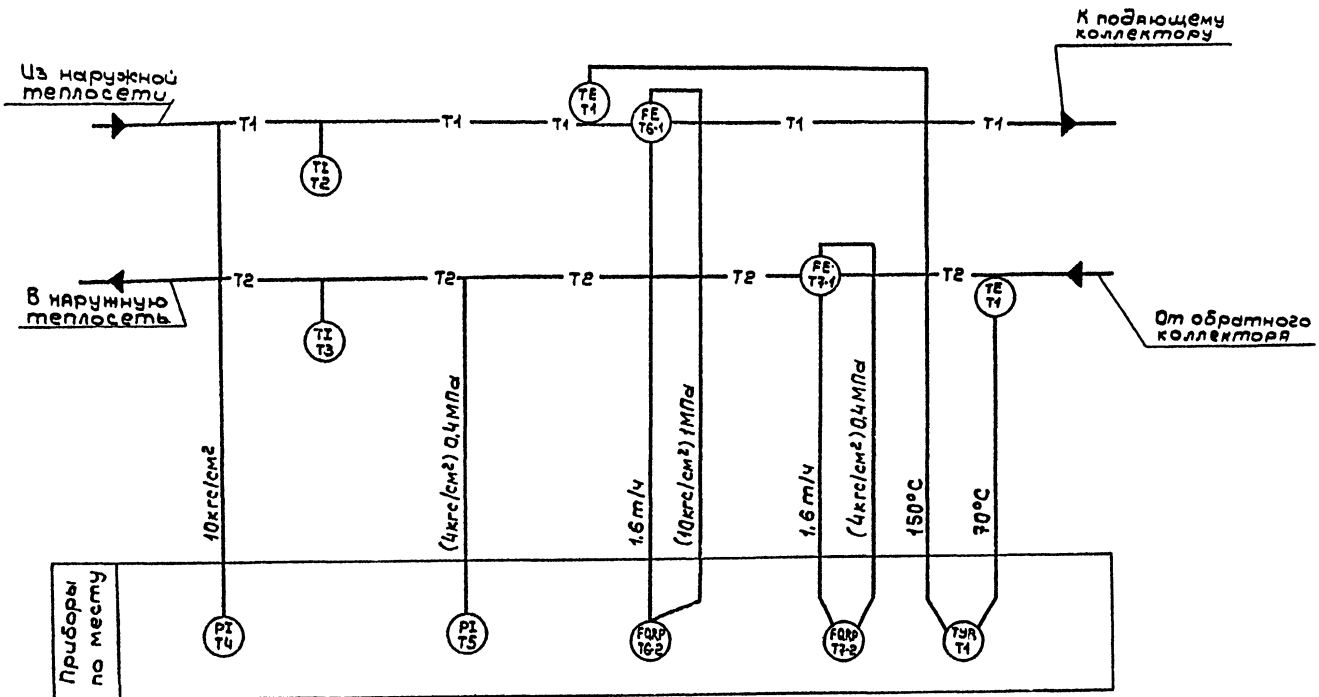 К подающему
коллектору
Из наружной
теплосети
TE
T1
FE
T6-1
T1
T1
T1
T1
T1
TI
T2
FE
T7-1
T2
T2
T2
T2
T2
TE
T1
В наружную
теплосеть
TI
T3
От обратного
коллектора
10кгс/см²
(4кгс/см²) 0,4МПа
1.6т/ч
(10кгс/см²) 1МПа
1.6т/ч
(4кгс/см²) 0,4МПа
150°C
70°C
Приборы
по месту
PI
T4
PI
T5
FQRP
T6-2
FQRP
T7-2
TYR
T1